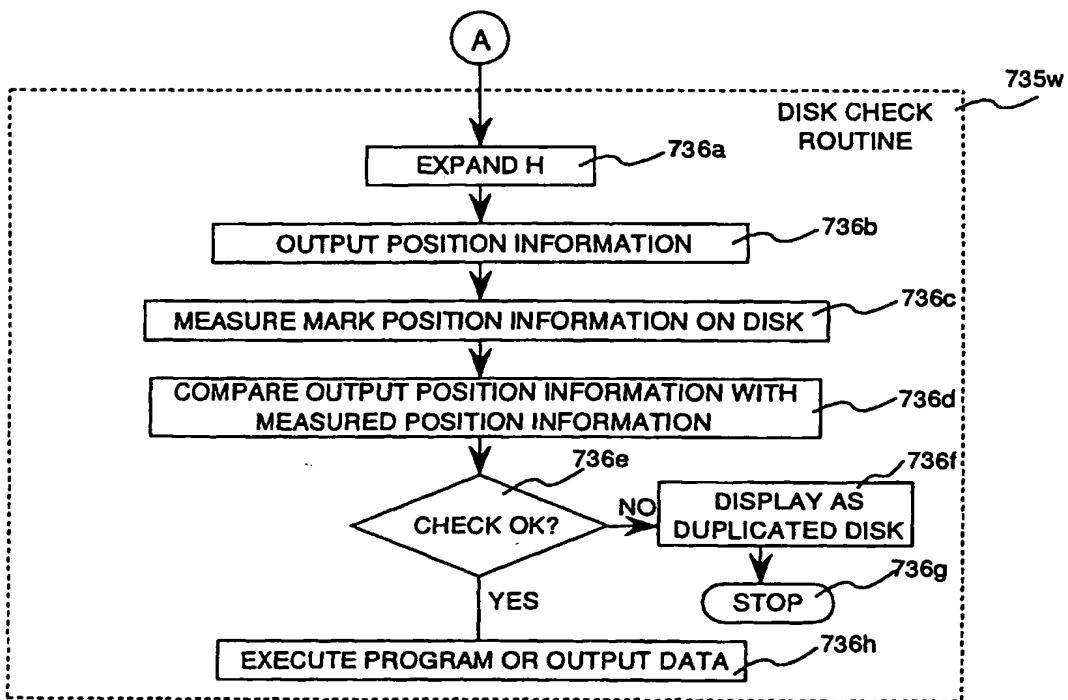 A
735w
DISK CHECK
ROUTINE
EXPAND H
736a
OUTPUT POSITION INFORMATION
736b
MEASURE MARK POSITION INFORMATION ON DISK
736c
COMPARE OUTPUT POSITION INFORMATION WITH
MEASURED POSITION INFORMATION
736d
736e
CHECK OK?
NO
736f
DISPLAY AS
DUPLICATED DISK
736g
STOP
YES
736h
EXECUTE PROGRAM OR OUTPUT DATA